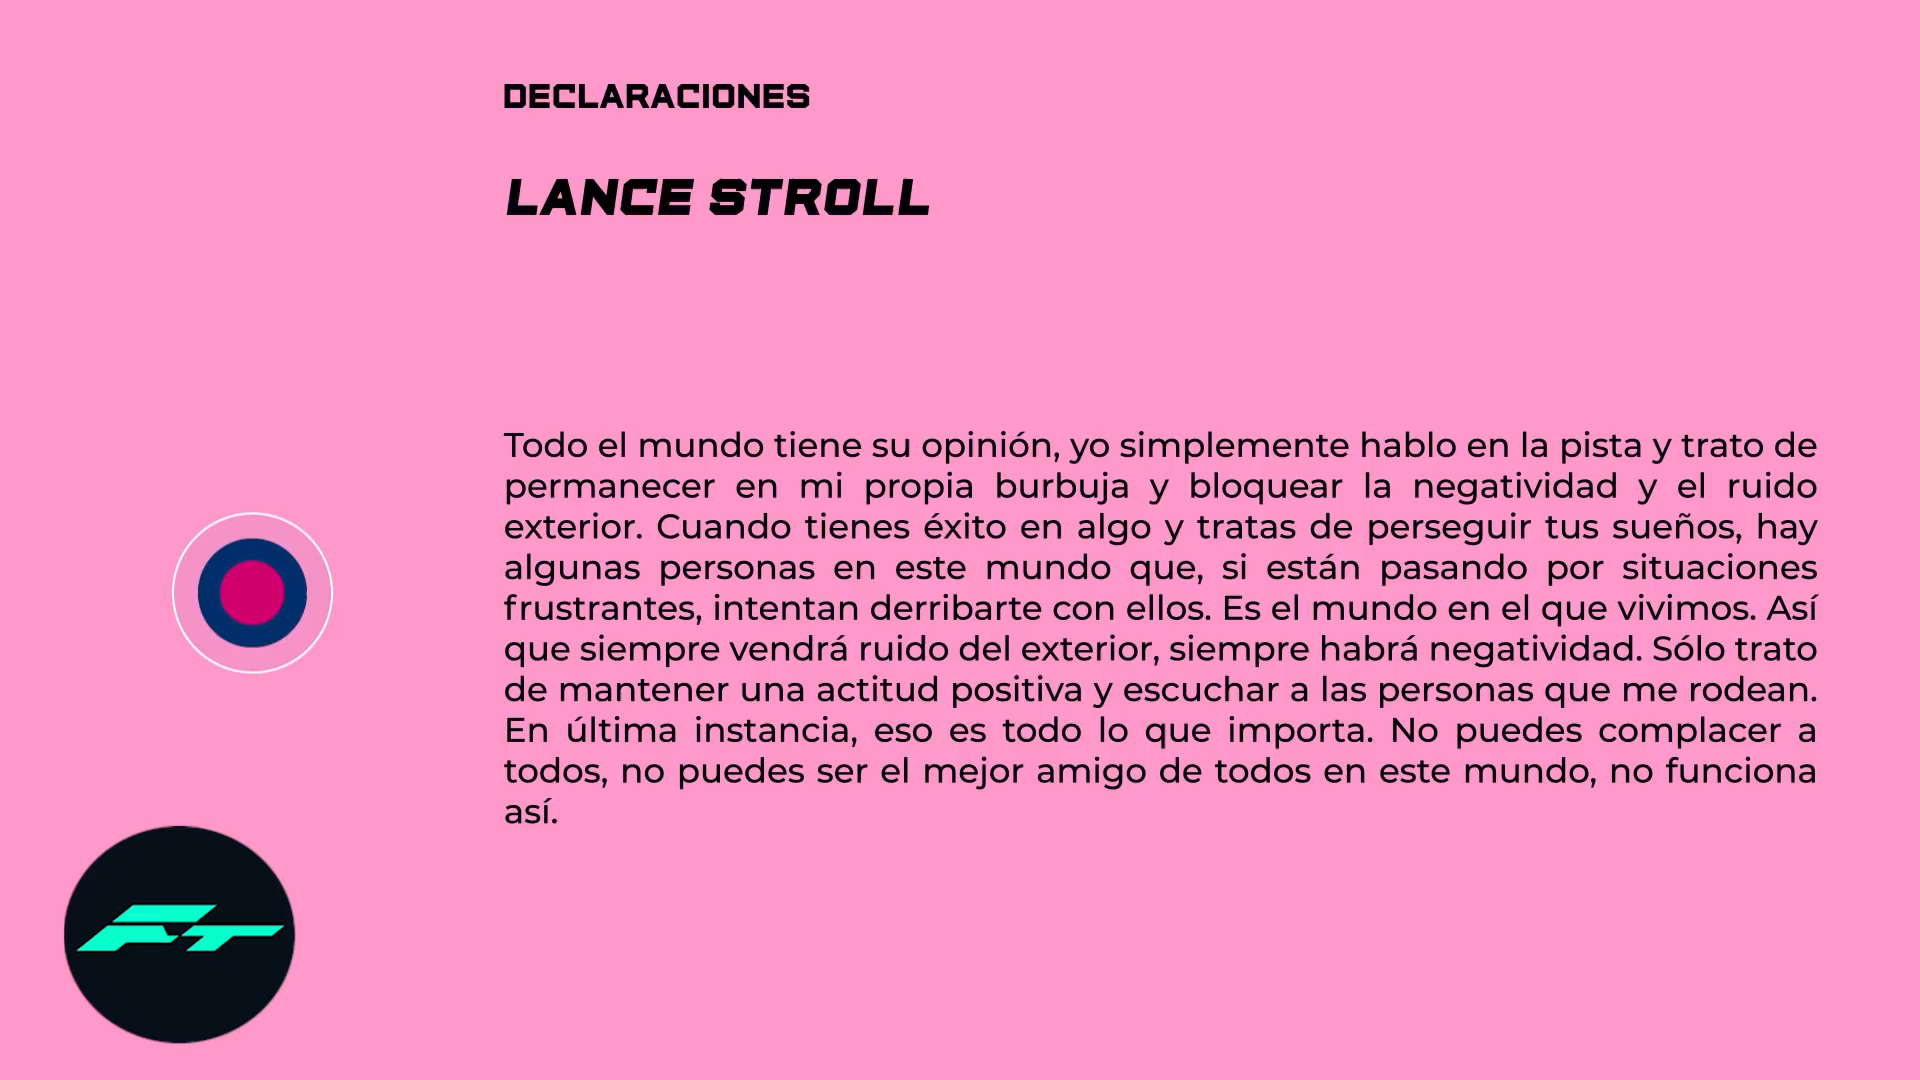 DECLARACIONES
LANCE STROLL
Todo el mundo tiene su opinión, yo simplemente hablo en la pista y trato de
permanecer en mi propia burbuja y bloquear la negatividad y el ruido
exterior. Cuando tienes éxito en algo y tratas de perseguir tus sueños, hay
algunas personas en este mundo que, si están pasando por situaciones
frustrantes, intentan derribarte con ellos. Es el mundo en el que vivimos. Así
que siempre vendrá ruido del exterior, siempre habrá negatividad. Sólo trato
de mantener una actitud positiva y escuchar a las personas que me rodean.
En última instancia, eso es todo lo que importa. No puedes complacer a
todos, no puedes ser el mejor amigo de todos en este mundo, no funciona
así.
FT